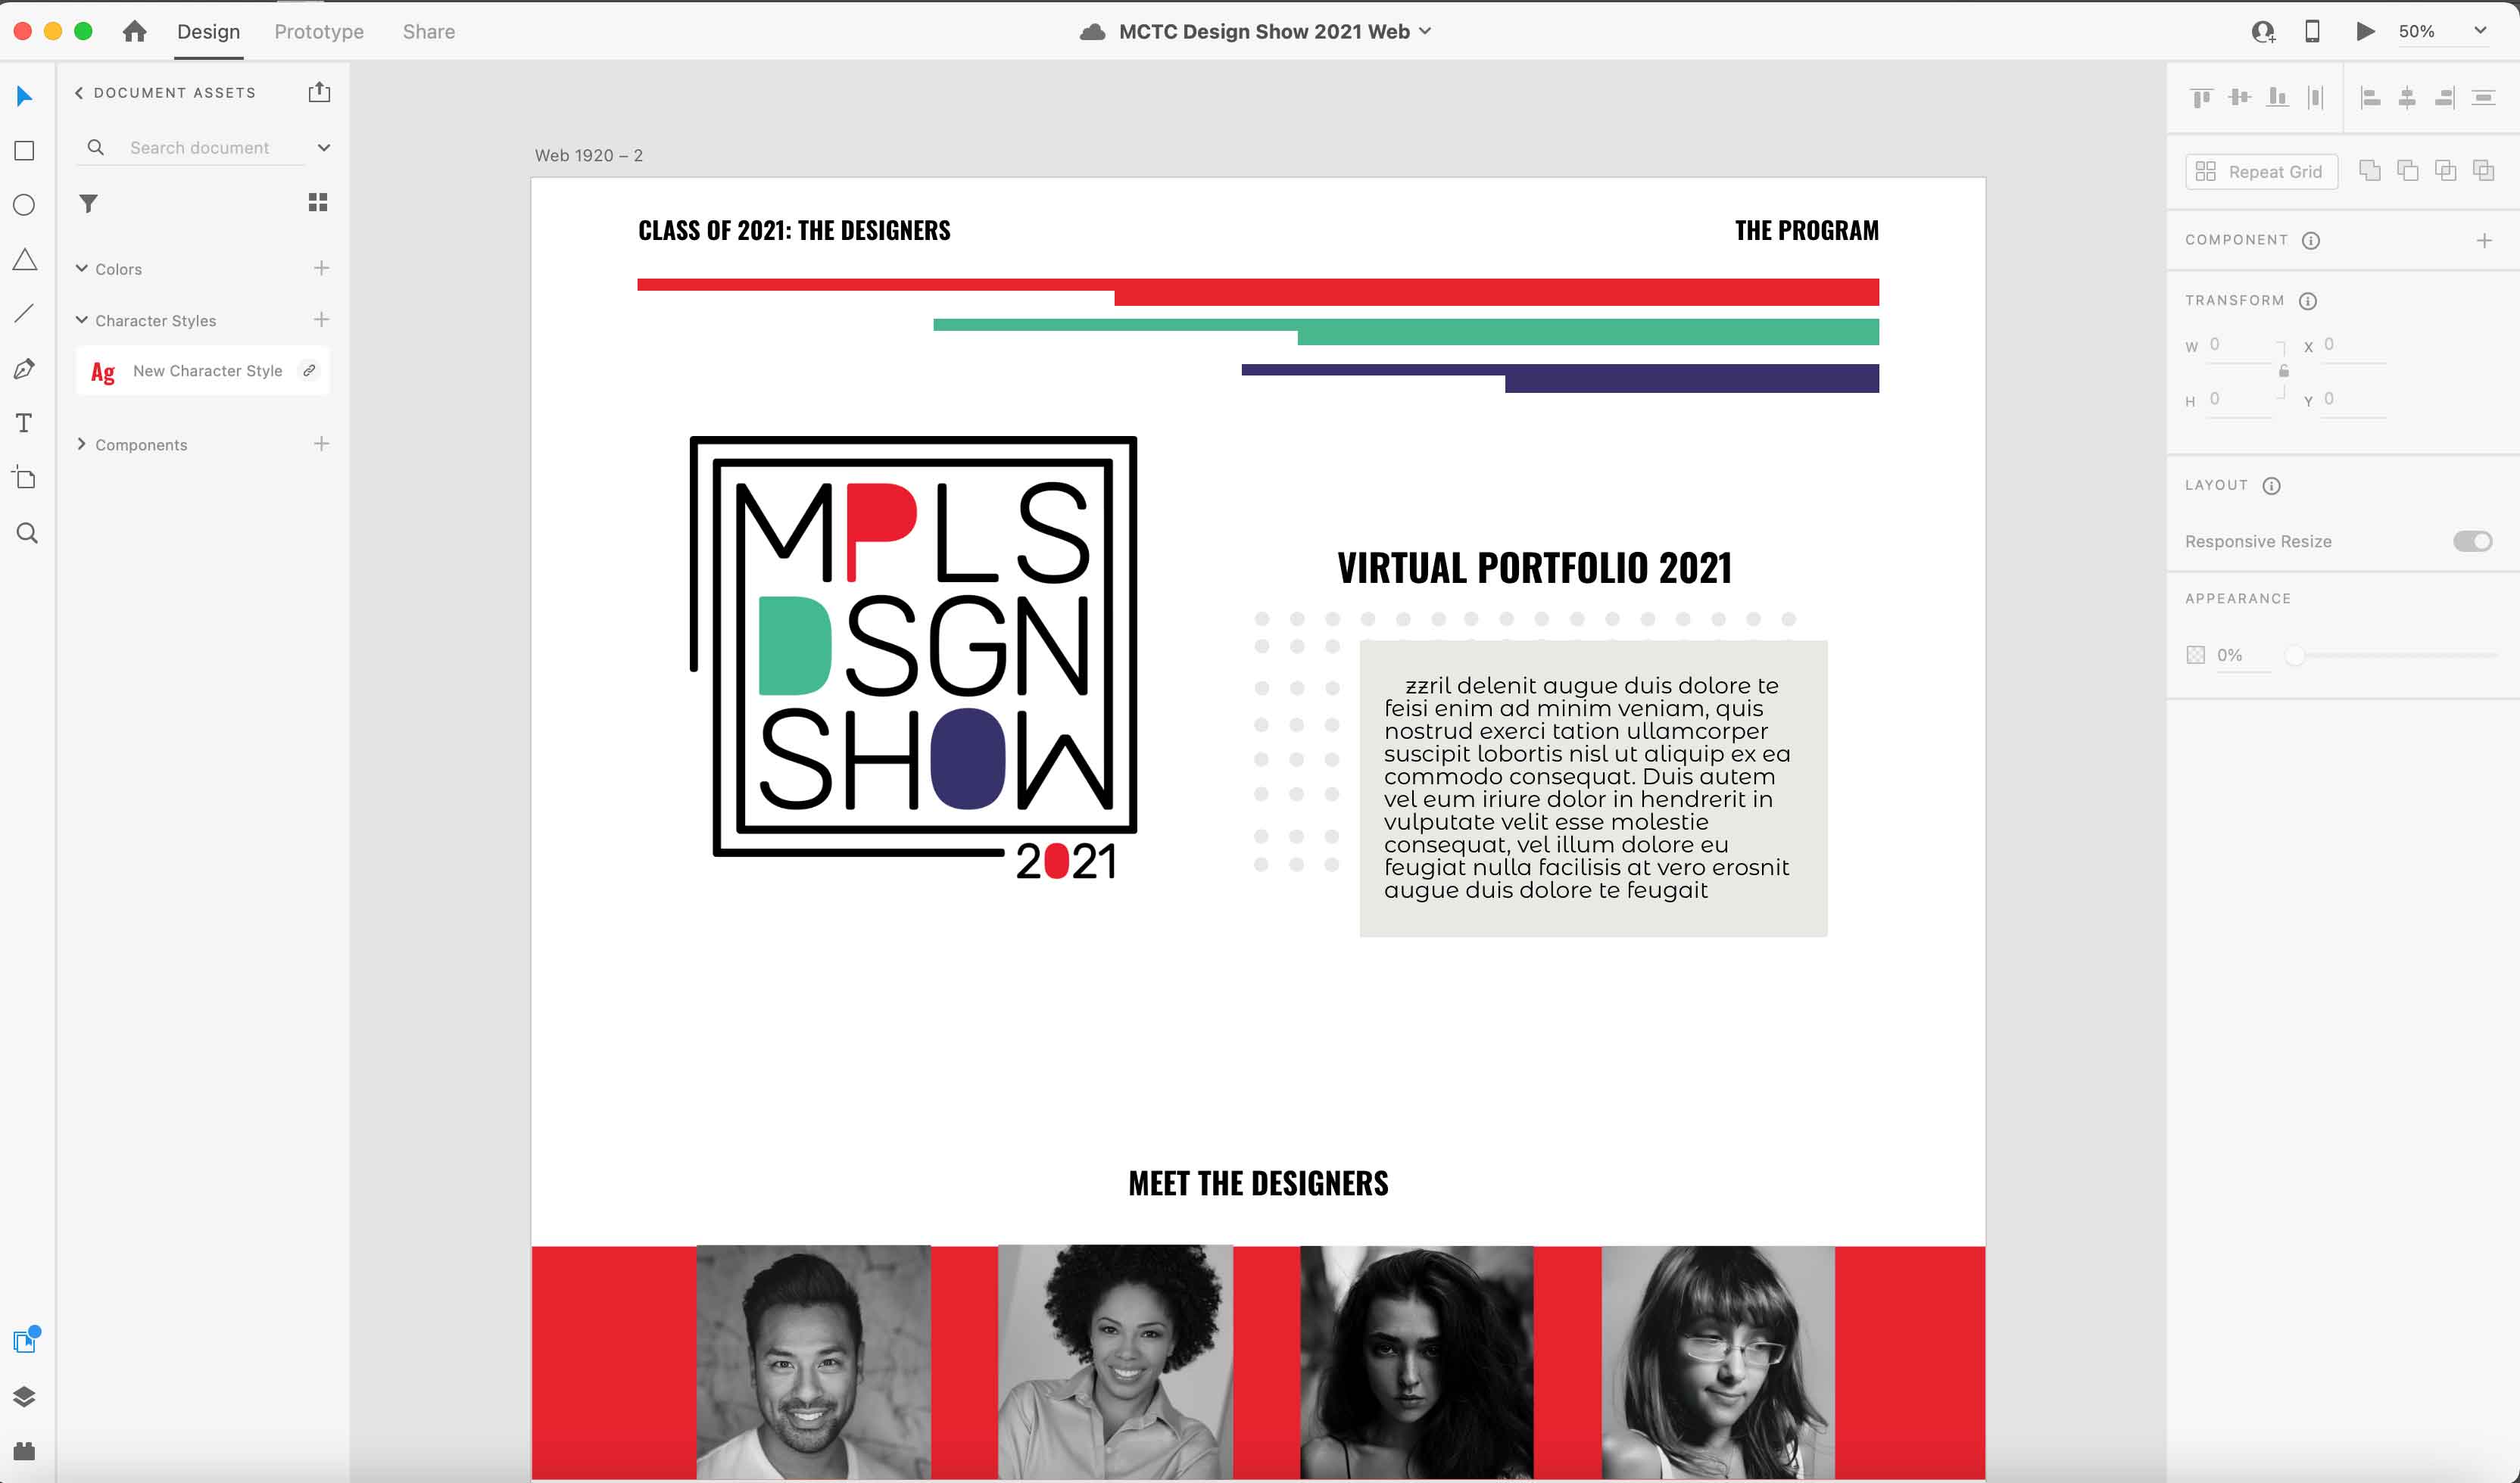 Design Prototype Share
MCTC Design Show 2021 Web
50%
DOCUMENT ASSETS
Search document
Colors
Character Styles
Ag New Character Style
Components
Web 1920 – 2
CLASS OF 2021: THE DESIGNERS
THE PROGRAM
MPLS
DSGN
SHOW
2021
VIRTUAL PORTFOLIO 2021
zzril delenit augue duis dolore te
feisi enim ad minim veniam, quis
nostrud exerci tation ullamcorper
suscipit lobortis nisl ut aliquip ex ea
commodo consequat. Duis autem
vel eum iriure dolor in hendrerit in
vulputate velit esse molestie
consequat, vel illum dolore eu
feugiat nulla facilisis at vero erosnit
augue duis dolore te feugait
MEET THE DESIGNERS
Repeat Grid
COMPONENT
TRANSFORM
W 0 X 0
H 0 Y 0
LAYOUT
Responsive Resize
APPEARANCE
0%